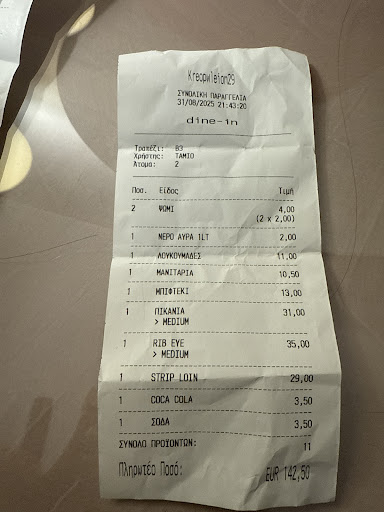 Κreopwleion29
ΣΥΝΟΛΙΚΗ ΠΑΡΑΓΓΕΛΙΑ
31/08/2025 21:43:20
dine-in
Τραπέζι: B3
Χρήστης: ΤΑΜΙΟ
Άτομα: 2
Ποσ. Είδος Τιμή
2 ΨΩΜΙ 4,00
(2 x 2,00)
1 ΝΕΡΟ ΑΥΡΑ 1LT 2,00
1 ΛΟΥΚΟΥΜΑΔΕΣ 11,00
1 ΜΑΝΙΤΑΡΙΑ 10,50
1 ΜΠΙΦΤΕΚΙ 13,00
1 ΠΙΚΑΝΙΑ 31,00
> MEDIUM
1 RIB EYE 35,00
> MEDIUM
1 STRIP LOIN 29,00
1 COCA COLA 3,50
1 ΣΟΔΑ 3,50
ΣΥΝΟΛΟ ΠΡΟΪΟΝΤΩΝ: 11
Πληρωτέο Ποσό: EUR 142,50